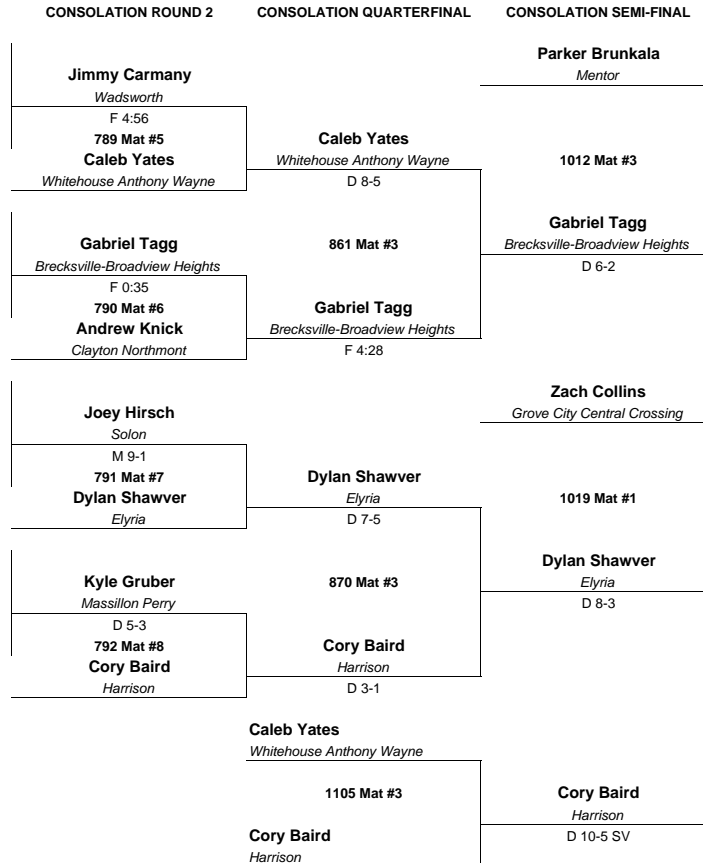 CONSOLATION ROUND 2
CONSOLATION QUARTERFINAL
CONSOLATION SEMI-FINAL
Jimmy Carmany
Wadsworth
F 4:56
789 Mat #5
Caleb Yates
Whitehouse Anthony Wayne
Gabriel Tagg
Brecksville-Broadview Heights
F 0:35
790 Mat #6
Andrew Knick
Clayton Northmont
Joey Hirsch
Solon
M 9-1
791 Mat #7
Dylan Shawver
Elyria
Kyle Gruber
Massillon Perry
D 5-3
792 Mat #8
Cory Baird
Harrison
Caleb Yates
Whitehouse Anthony Wayne
D 8-5
861 Mat #3
Gabriel Tagg
Brecksville-Broadview Heights
F 4:28
Dylan Shawver
Elyria
D 7-5
870 Mat #3
Cory Baird
Harrison
D 3-1
Parker Brunkala
Mentor
1012 Mat #3
Gabriel Tagg
Brecksville-Broadview Heights
D 6-2
Zach Collins
Grove City Central Crossing
1019 Mat #1
Dylan Shawver
Elyria
D 8-3
Caleb Yates
Whitehouse Anthony Wayne
1105 Mat #3
Cory Baird
Harrison
Cory Baird
Harrison
D 10-5 SV